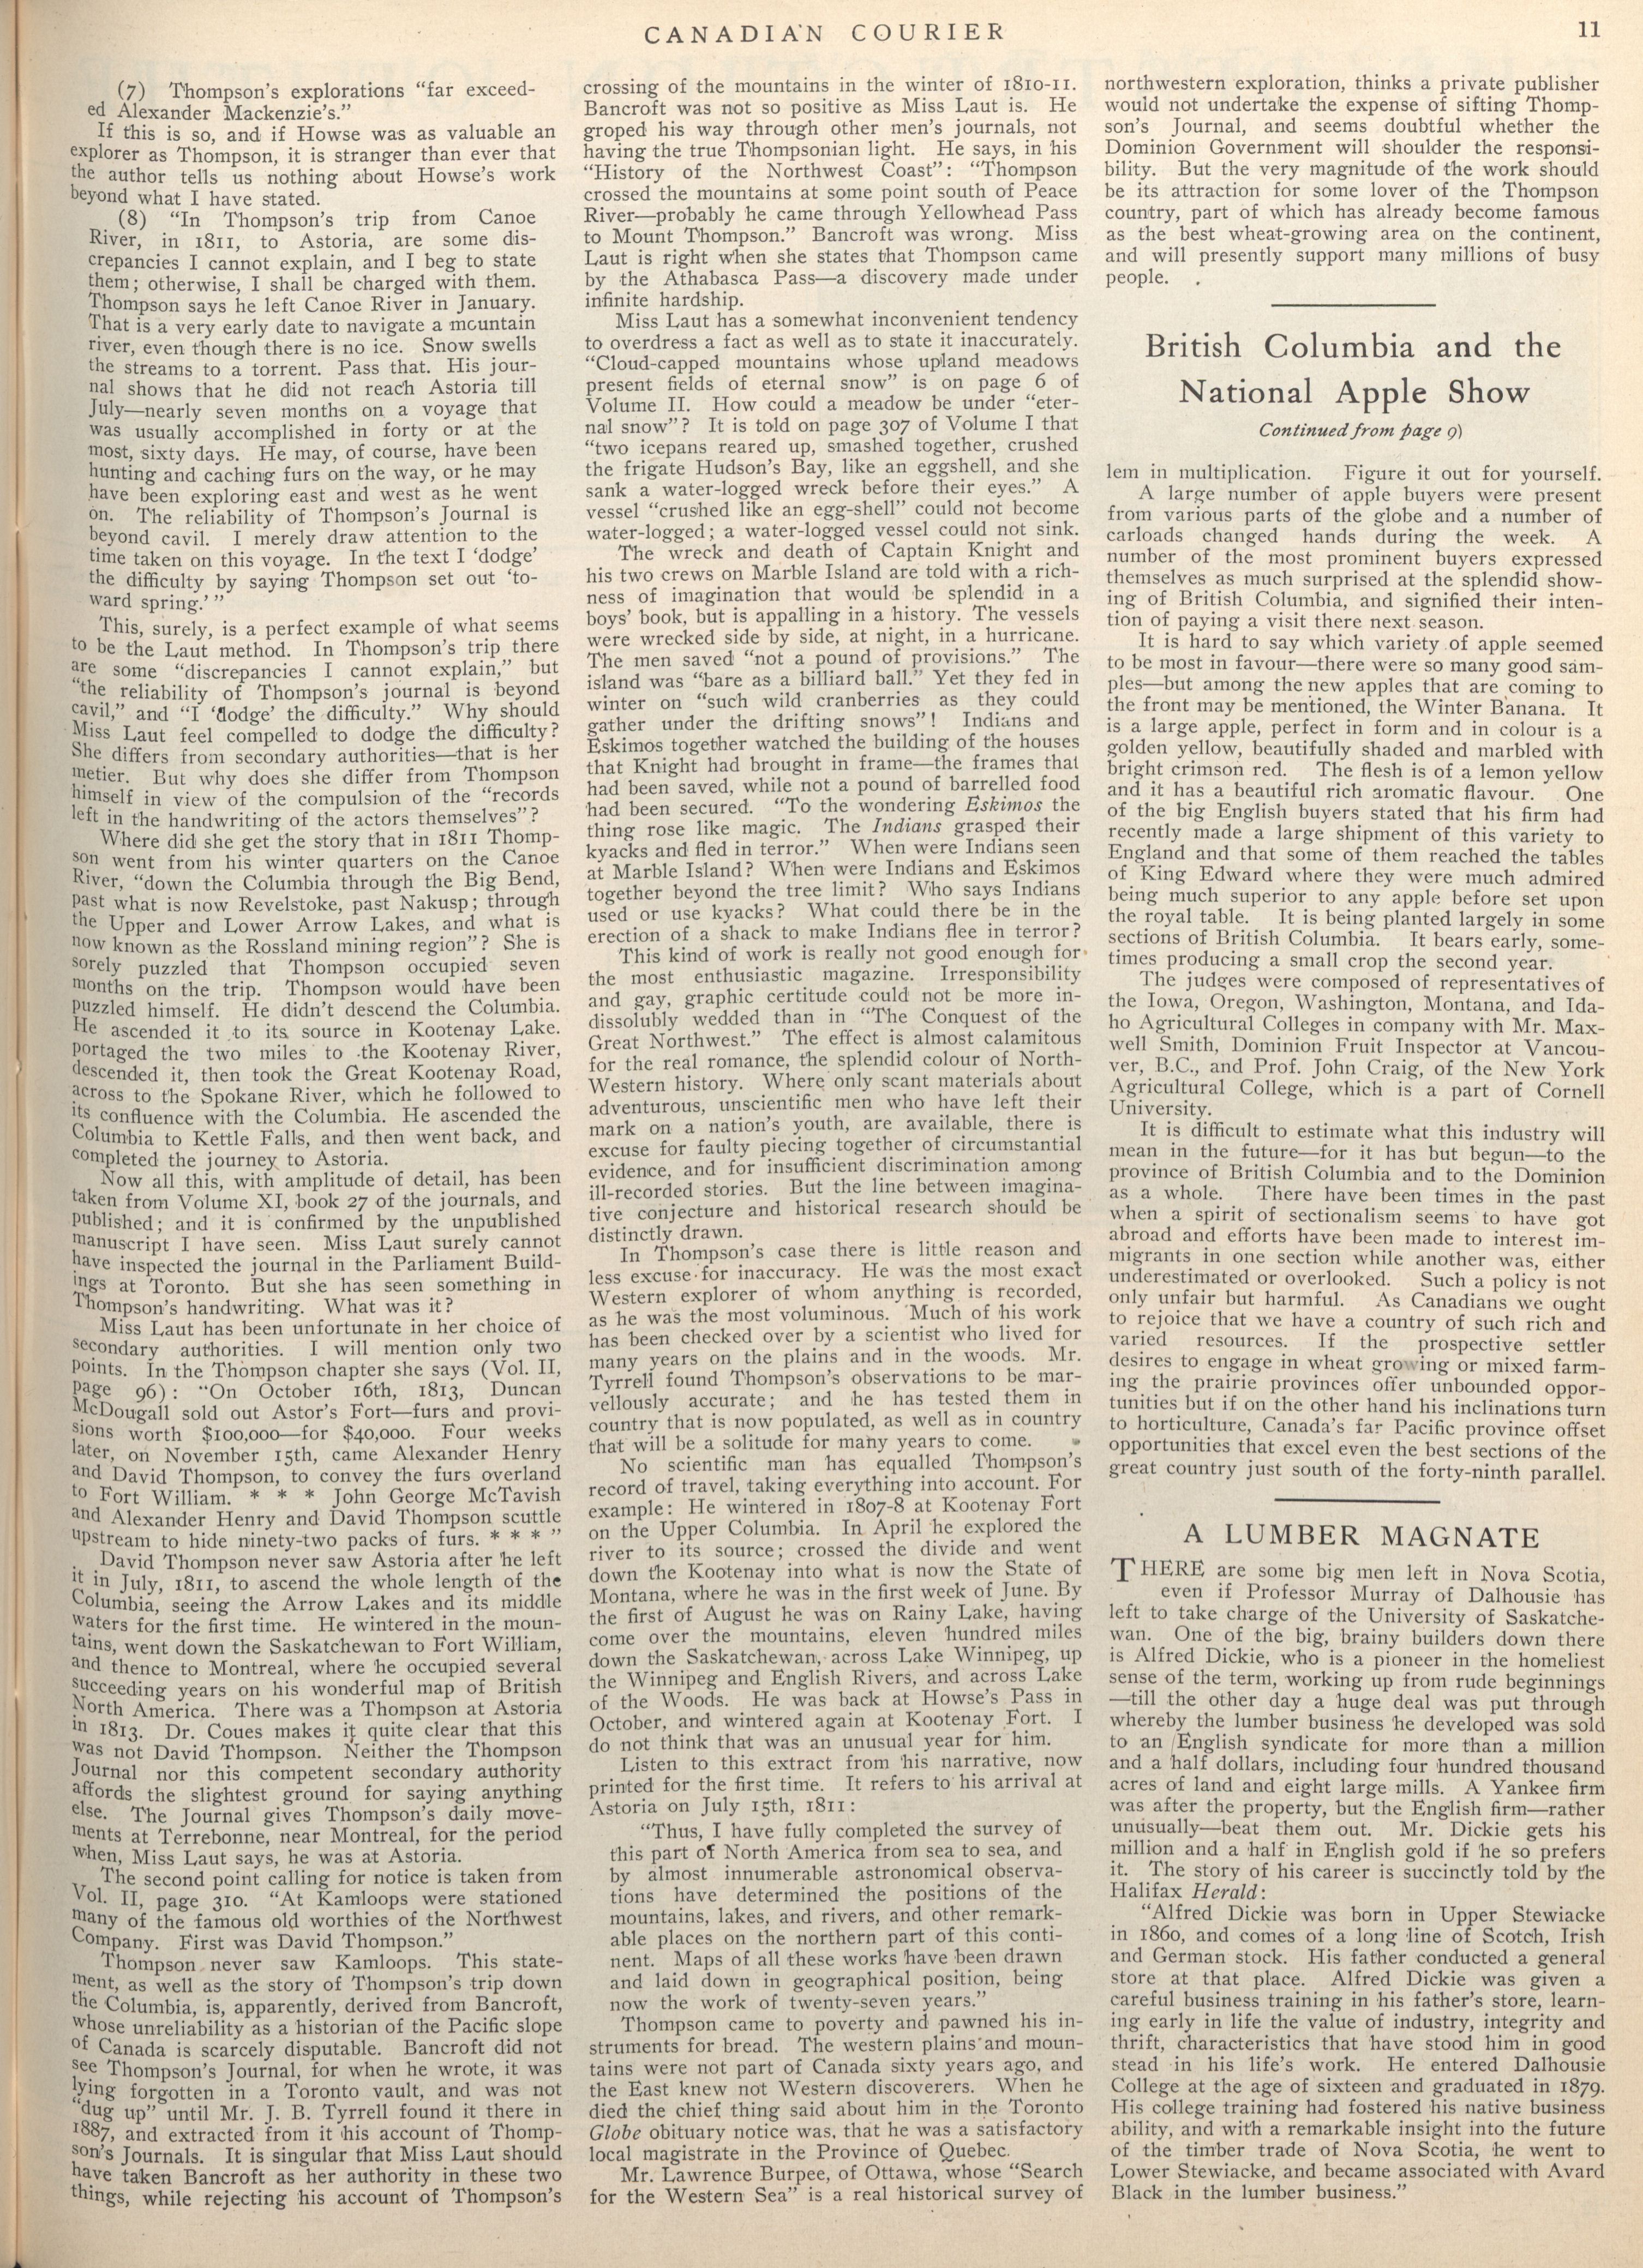 CANADIAN COURIER
11
(7) Thompson's explorations "far exceed-
ed Alexander Mackenzie's."
If this is so, and if Howse was as valuable an
explorer as Thompson, it is stranger than ever that
the author tells us nothing about Howse's work
beyond what I have stated.
(8) "In Thompson's trip from Canoe
River, in 1811, to Astoria, are some dis-
crepancies I cannot explain, and I beg to state
them; otherwise, I shall be charged with them.
Thompson says he left Canoe River in January.
That is a very early date to navigate a mountain
river, even though there is no ice. Snow swells
the streams to a torrent. Pass that. His jour-
nal shows that he did not reach Astoria till
July—nearly seven months on a voyage that
was usually accomplished in forty or at the
most, sixty days. He may, of course, have been
hunting and caching furs on the way, or he may
have been exploring east and west as he went
on. The reliability of Thompson's Journal is
beyond cavil. I merely draw attention to the
time taken on this voyage. In the text I 'dodge'
the difficulty by saying Thompson set out 'to-
ward spring.' "
This, surely, is a perfect example of what seems
to be the Laut method. In Thompson's trip there
are some "discrepancies I cannot explain," but
"the reliability of Thompson's journal is beyond
cavil," and "I 'dodge' the difficulty." Why should
Miss Laut feel compelled to dodge the difficulty?
She differs from secondary authorities—that is her
metier. But why does she differ from Thompson
himself in view of the compulsion of the "records
left in the handwriting of the actors themselves"?
Where did she get the story that in 1811 Thomp-
son went from his winter quarters on the Canoe
River, "down the Columbia through the Big Bend,
past what is now Revelstoke, past Nakusp; through
the Upper and Lower Arrow Lakes, and what is
now known as the Rossland mining region"? She is
sorely puzzled that Thompson occupied seven
months on the trip. Thompson would have been
puzzled himself. He didn't descend the Columbia.
He ascended it to its source in Kootenay Lake.
portaged the two miles to the Kootenay River,
descended it, then took the Great Kootenay Road,
across to the Spokane River, which he followed to
its confluence with the Columbia. He ascended the
Columbia to Kettle Falls, and then went back, and
completed the journey to Astoria.
Now all this, with amplitude of detail, has been
taken from Volume XI, book 27 of the journals, and
published; and it is confirmed by the unpublished
manuscript I have seen. Miss Laut surely cannot
have inspected the journal in the Parliament Build-
ings at Toronto. But she has seen something in
Thompson's handwriting. What was it?
Miss Laut has been unfortunate in her choice of
secondary authorities. I will mention only two
points. In the Thompson chapter she says (Vol. II,
page 96): "On October 16th, 1813, Duncan
McDougall sold out Astor's Fort—furs and provi-
sions worth $100,000—for $40,000. Four weeks
later, on November 15th, came Alexander Henry
and David Thompson, to convey the furs overland
to Fort William. * * * John George McTavish
and Alexander Henry and David Thompson scuttle
upstream to hide ninety-two packs of furs. * * * "
David Thompson never saw Astoria after he left
it in July, 1811, to ascend the whole length of the
Columbia, seeing the Arrow Lakes and its middle
waters for the first time. He wintered in the moun-
tains, went down the Saskatchewan to Fort William,
and thence to Montreal, where he occupied several
succeeding years on his wonderful map of British
North America. There was a Thompson at Astoria
in 1813. Dr. Coues makes it quite clear that this
was not David Thompson. Neither the Thompson
Journal nor this competent secondary authority
affords the slightest ground for saying anything
else. The Journal gives Thompson's daily move-
ments at Terrebonne, near Montreal, for the period
when, Miss Laut says, he was at Astoria.
The second point calling for notice is taken from
Vol. II, page 310. "At Kamloops were stationed
many of the famous old worthies of the Northwest
Company. First was David Thompson."
Thompson never saw Kamloops. This state-
ment, as well as the story of Thompson's trip down
the Columbia, is, apparently, derived from Bancroft,
whose unreliability as a historian of the Pacific slope
of Canada is scarcely disputable. Bancroft did not
see Thompson's Journal, for when he wrote, it was
lying forgotten in a Toronto vault, and was not
"dug up" until Mr. J. B. Tyrrell found it there in
1887, and extracted from it his account of Thomp-
son's Journals. It is singular that Miss Laut should
have taken Bancroft as her authority in these two
things, while rejecting his account of Thompson's
crossing of the mountains in the winter of 1810-11.
Bancroft was not so positive as Miss Laut is. He
groped his way through other men's journals, not
having the true Thompsonian light. He says, in his
"History of the Northwest Coast": "Thompson
crossed the mountains at some point south of Peace
River—probably he came through Yellowhead Pass
to Mount Thompson." Bancroft was wrong. Miss
Laut is right when she states that Thompson came
by the Athabasca Pass—a discovery made under
infinite hardship.
Miss Laut has a somewhat inconvenient tendency
to overdress a fact as well as to state it inaccurately.
"Cloud-capped mountains whose upland meadows
present fields of eternal snow" is on page 6 of
Volume II. How could a meadow be under "eter-
nal snow"? It is told on page 307 of Volume I that
"two icepans reared up, smashed together, crushed
the frigate Hudson's Bay, like an eggshell, and she
sank a water-logged wreck before their eyes." A
vessel "crushed like an egg-shell" could not become
water-logged; a water-logged vessel could not sink.
The wreck and death of Captain Knight and
his two crews on Marble Island are told with a rich-
ness of imagination that would be splendid in a
boys' book, but is appalling in a history. The vessels
were wrecked side by side, at night, in a hurricane.
The men saved "not a pound of provisions." The
island was "bare as a billiard ball." Yet they fed in
winter on "such wild cranberries as they could
gather under the drifting snows"! Indians and
Eskimos together watched the building of the houses
that Knight had brought in frame—the frames that
had been saved, while not a pound of barrelled food
had been secured. "To the wondering Eskimos the
thing rose like magic. The Indians grasped their
kyacks and fled in terror." When were Indians seen
at Marble Island? When were Indians and Eskimos
together beyond the tree limit? Who says Indians
used or use kyacks? What could there be in the
erection of a shack to make Indians flee in terror?
This kind of work is really not good enough for
the most enthusiastic magazine. Irresponsibility
and gay, graphic certitude could not be more in-
dissolubly wedded than in "The Conquest of the
Great Northwest." The effect is almost calamitous
for the real romance, the splendid colour of North-
Western history. Where only scant materials about
adventurous, unscientific men who have left their
mark on a nation's youth, are available, there is
excuse for faulty piecing together of circumstantial
evidence, and for insufficient discrimination among
ill-recorded stories. But the line between imagina-
tive conjecture and historical research should be
distinctly drawn.
In Thompson's case there is little reason and
less excuse for inaccuracy. He was the most exact
Western explorer of whom anything is recorded,
as he was the most voluminous. Much of his work
has been checked over by a scientist who lived for
many years on the plains and in the woods. Mr.
Tyrrell found Thompson's observations to be mar-
vellously accurate; and he has tested them in
country that is now populated, as well as in country
that will be a solitude for many years to come.
No scientific man has equalled Thompson's
record of travel, taking everything into account. For
example: He wintered in 1807-8 at Kootenay Fort
on the Upper Columbia. In April he explored the
river to its source; crossed the divide and went
down the Kootenay into what is now the State of
Montana, where he was in the first week of June. By
the first of August he was on Rainy Lake, having
come over the mountains, eleven hundred miles
down the Saskatchewan, across Lake Winnipeg, up
the Winnipeg and English Rivers, and across Lake
of the Woods. He was back at Howse's Pass in
October, and wintered again at Kootenay Fort. I
do not think that was an unusual year for him.
Listen to this extract from his narrative, now
printed for the first time. It refers to his arrival at
Astoria on July 15th, 1811:
"Thus, I have fully completed the survey of
this part of North America from sea to sea, and
by almost innumerable astronomical observa-
tions have determined the positions of the
mountains, lakes, and rivers, and other remark-
able places on the northern part of this conti-
nent. Maps of all these works have been drawn
and laid down in geographical position, being
now the work of twenty-seven years."
Thompson came to poverty and pawned his in-
struments for bread. The western plains and moun-
tains were not part of Canada sixty years ago, and
the East knew not Western discoverers. When he
died the chief thing said about him in the Toronto
Globe obituary notice was, that he was a satisfactory
local magistrate in the Province of Quebec.
Mr. Lawrence Burpee, of Ottawa, whose "Search
for the Western Sea" is a real historical survey of
northwestern exploration, thinks a private publisher
would not undertake the expense of sifting Thomp-
son's Journal, and seems doubtful whether the
Dominion Government will shoulder the responsi-
bility. But the very magnitude of the work should
be its attraction for some lover of the Thompson
country, part of which has already become famous
as the best wheat-growing area on the continent,
and will presently support many millions of busy
people.
British Columbia and the
National Apple Show
Continued from page 9)
lem in multiplication. Figure it out for yourself.
A large number of apple buyers were present
from various parts of the globe and a number of
carloads changed hands during the week. A
number of the most prominent buyers expressed
themselves as much surprised at the splendid show-
ing of British Columbia, and signified their inten-
tion of paying a visit there next season.
It is hard to say which variety of apple seemed
to be most in favour—there were so many good sam-
ples—but among the new apples that are coming to
the front may be mentioned, the Winter Banana. It
is a large apple, perfect in form and in colour is a
golden yellow, beautifully shaded and marbled with
bright crimson red. The flesh is of a lemon yellow
and it has a beautiful rich aromatic flavour. One
of the big English buyers stated that his firm had
recently made a large shipment of this variety to
England and that some of them reached the tables
of King Edward where they were much admired
being much superior to any apple before set upon
the royal table. It is being planted largely in some
sections of British Columbia. It bears early, some-
times producing a small crop the second year.
The judges were composed of representatives of
the Iowa, Oregon, Washington, Montana, and Ida-
ho Agricultural Colleges in company with Mr. Max-
well Smith, Dominion Fruit Inspector at Vancou-
ver, B.C., and Prof. John Craig, of the New York
Agricultural College, which is a part of Cornell
University.
It is difficult to estimate what this industry will
mean in the future—for it has but begun—to the
province of British Columbia and to the Dominion
as a whole. There have been times in the past
when a spirit of sectionalism seems to have got
abroad and efforts have been made to interest im-
migrants in one section while another was, either
underestimated or overlooked. Such a policy is not
only unfair but harmful. As Canadians we ought
to rejoice that we have a country of such rich and
varied resources. If the prospective settler
desires to engage in wheat growing or mixed farm-
ing the prairie provinces offer unbounded oppor-
tunities but if on the other hand his inclinations turn
to horticulture, Canada's far Pacific province offset
opportunities that excel even the best sections of the
great country just south of the forty-ninth parallel.
A LUMBER MAGNATE
THERE are some big men left in Nova Scotia,
even if Professor Murray of Dalhousie has
left to take charge of the University of Saskatche-
wan. One of the big, brainy builders down there
is Alfred Dickie, who is a pioneer in the homeliest
sense of the term, working up from rude beginnings
—till the other day a huge deal was put through
whereby the lumber business he developed was sold
to an English syndicate for more than a million
and a half dollars, including four hundred thousand
acres of land and eight large mills. A Yankee firm
was after the property, but the English firm—rather
unusually—beat them out. Mr. Dickie gets his
million and a half in English gold if he so prefers
it. The story of his career is succinctly told by the
Halifax Herald:
"Alfred Dickie was born in Upper Stewiacke
in 1860, and comes of a long line of Scotch, Irish
and German stock. His father conducted a general
store at that place. Alfred Dickie was given a
careful business training in his father's store, learn-
ing early in life the value of industry, integrity and
thrift, characteristics that have stood him in good
stead in his life's work. He entered Dalhousie
College at the age of sixteen and graduated in 1879.
His college training had fostered his native business
ability, and with a remarkable insight into the future
of the timber trade of Nova Scotia, he went to
Lower Stewiacke, and became associated with Avard
Black in the lumber business."